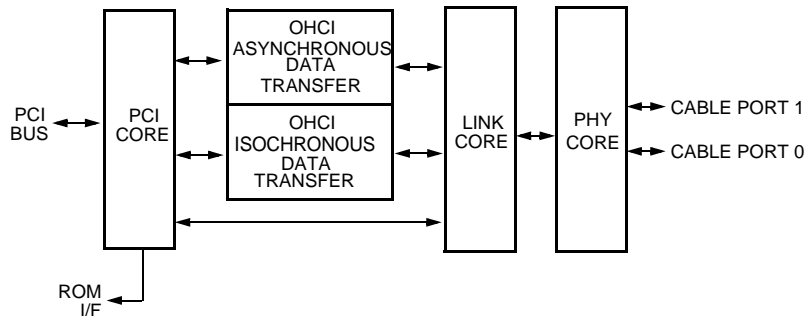 OHCI
ASYNCHRONOUS
DATA
TRANSFER
OHCI
ISOCHRONOUS
DATA
TRANSFER
PCI
BUS
PCI
CORE
LINK
CORE
PHY
CORE
CABLE PORT 1
CABLE PORT 0
ROM
I/F